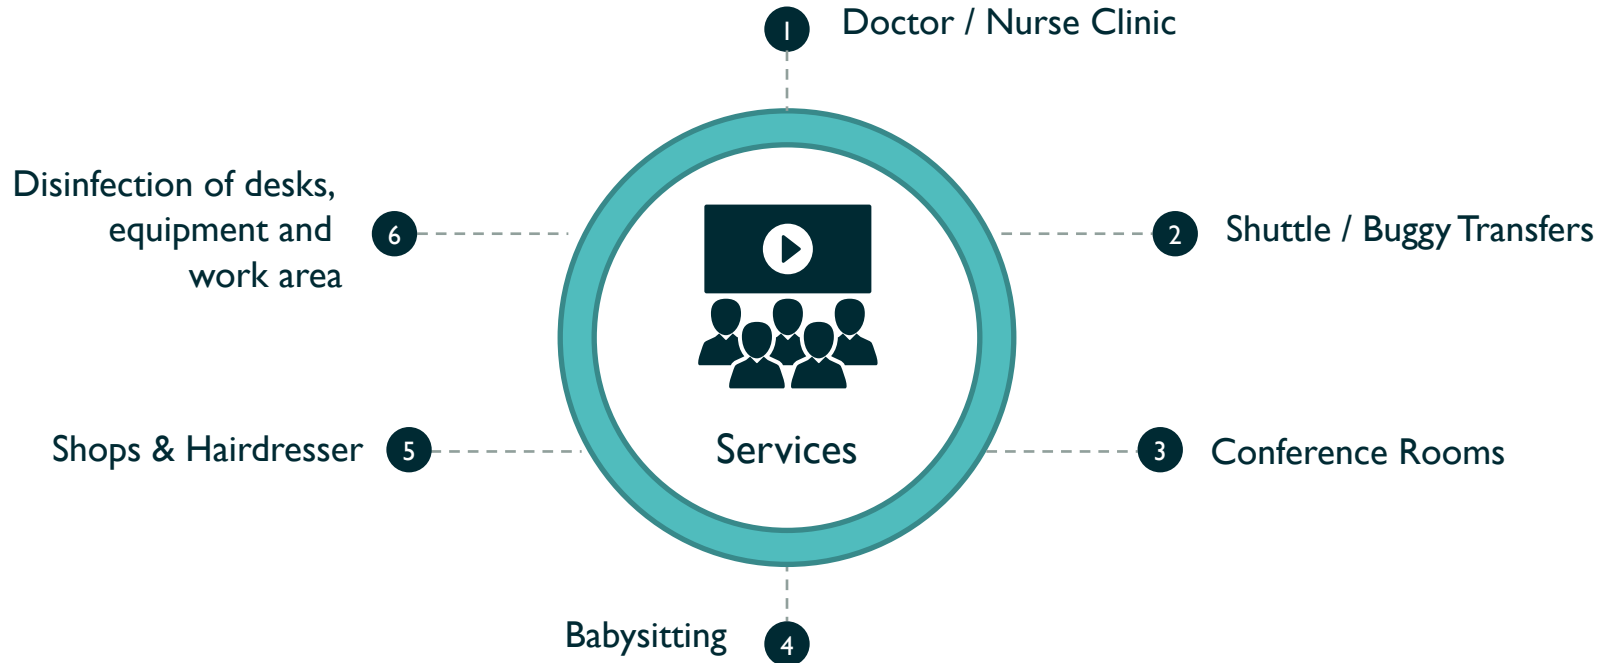 1 Doctor / Nurse Clinic
2 Shuttle / Buggy Transfers
3 Conference Rooms
4 Babysitting
5 Shops & Hairdresser
6 Disinfection of desks,
equipment and
work area
Services